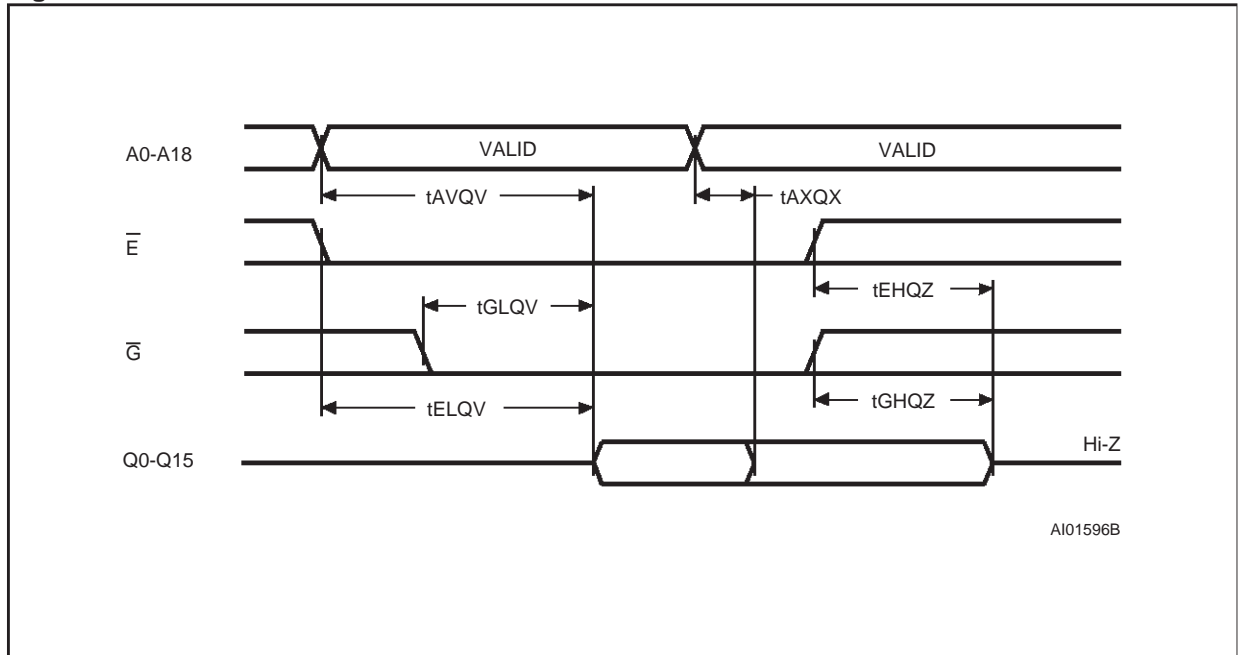 A0-A18 VALID VALID
tAVQV tAXQX
E̅
tEHQZ
tGLQV
G̅
tGHQZ
tELQV
Hi-Z
Q0-Q15
AI01596B